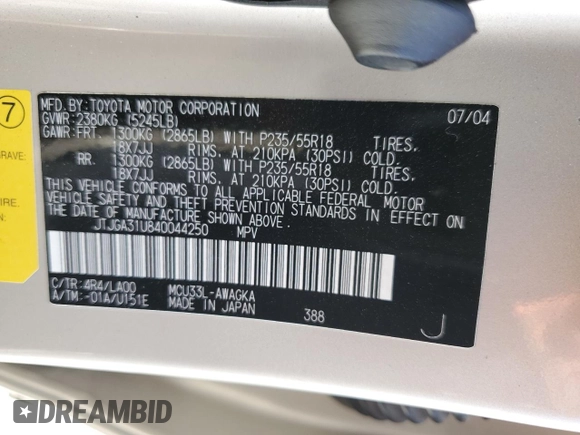 7
RAVE:
MFD.BY:TOYOTA MOTOR CORPORATION 07/04
GVWR:2380KG (5245LB)
GAWR:FRT. 1300KG (2865LB) WITH P235/55R18 TIRES.
18X7JJ RIMS. AT 210KPA (30PSI) COLD.
RR. 1300KG (2865LB) WITH P235/55R18 TIRES.
18X7JJ RIMS. AT 210KPA (30PSI) COLD.
THIS VEHICLE CONFORMS TO ALL APPLICABLE FEDERAL MOTOR
VEHICLE SAFETY AND THEFT PREVENTION STANDARDS IN EFFECT ON
THE DATE OF MANUFACTURE SHOWN ABOVE.
JTJGA31U840044250 MPV
C/TR:4R4/LA00 MCU33L-AWAGKA
A/TM:-01A/U151E MADE IN JAPAN 388 J
DREAMBID